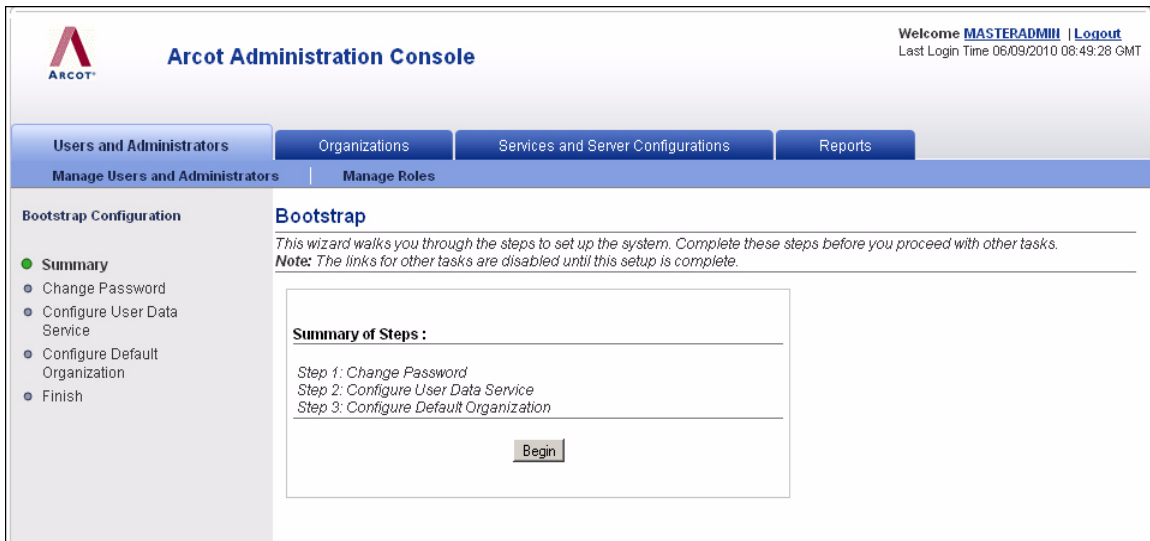 Welcome MASTERADMIN | Logout
Last Login Time 06/09/2010 08:49:28 GMT
ARCOT®
Arcot Administration Console
Users and Administrators
Organizations
Services and Server Configurations
Reports
Manage Users and Administrators
Manage Roles
Bootstrap Configuration
Summary
Change Password
Configure User Data
Service
Configure Default
Organization
Finish
Bootstrap
This wizard walks you through the steps to set up the system. Complete these steps before you proceed with other tasks.
Note: The links for other tasks are disabled until this setup is complete.
Summary of Steps :
Step 1: Change Password
Step 2: Configure User Data Service
Step 3: Configure Default Organization
Begin